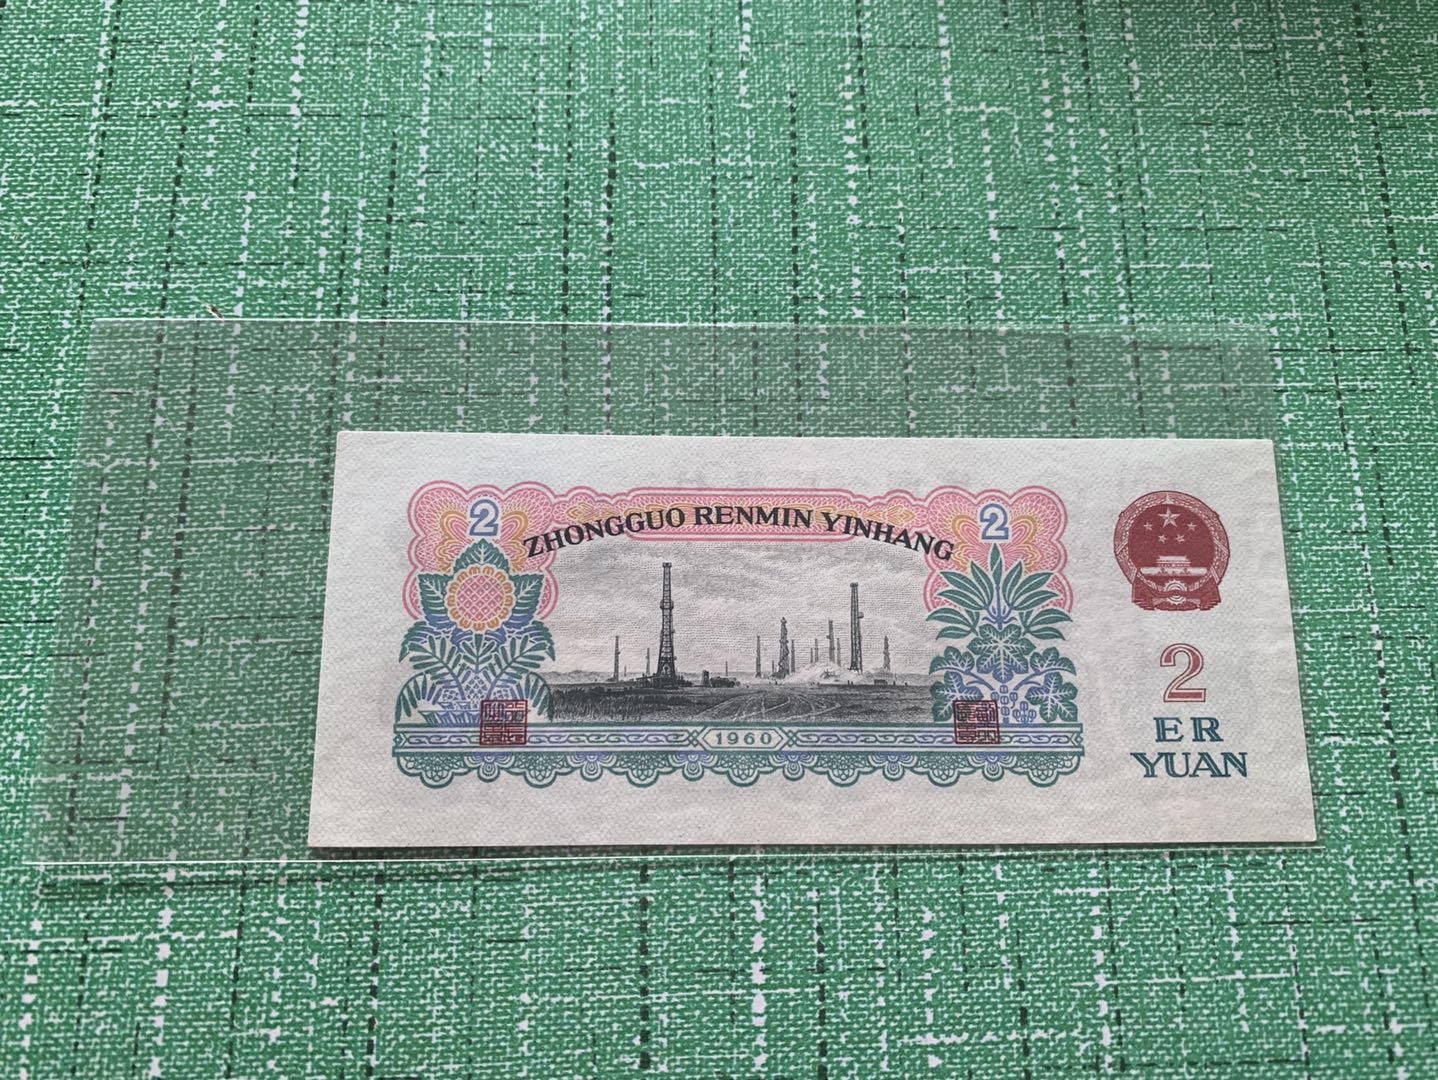 2 ZHONGGUO RENMIN YINHANG 2
1960
2
ER
YUAN